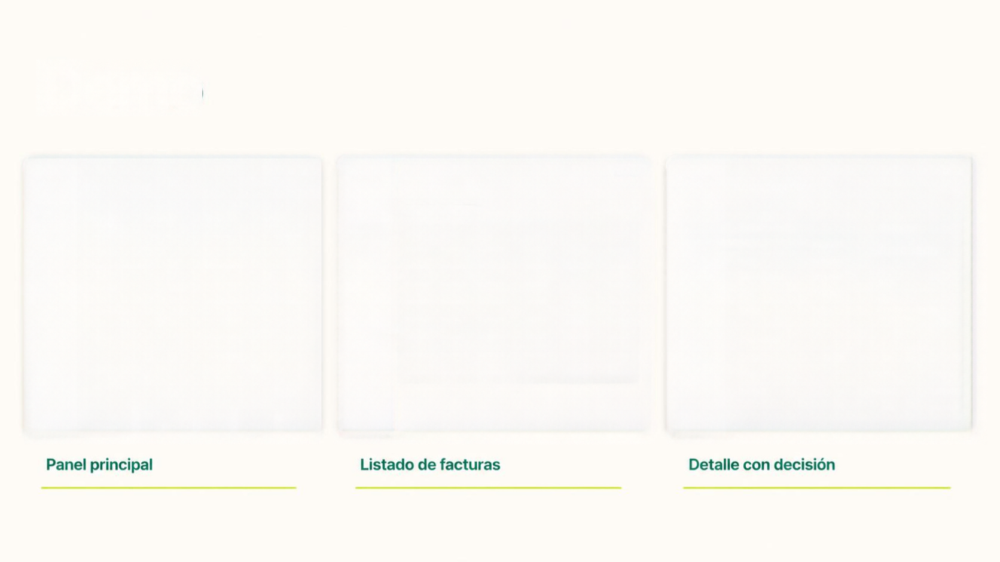 Panel principal
Listado de facturas
Detalle con decisión